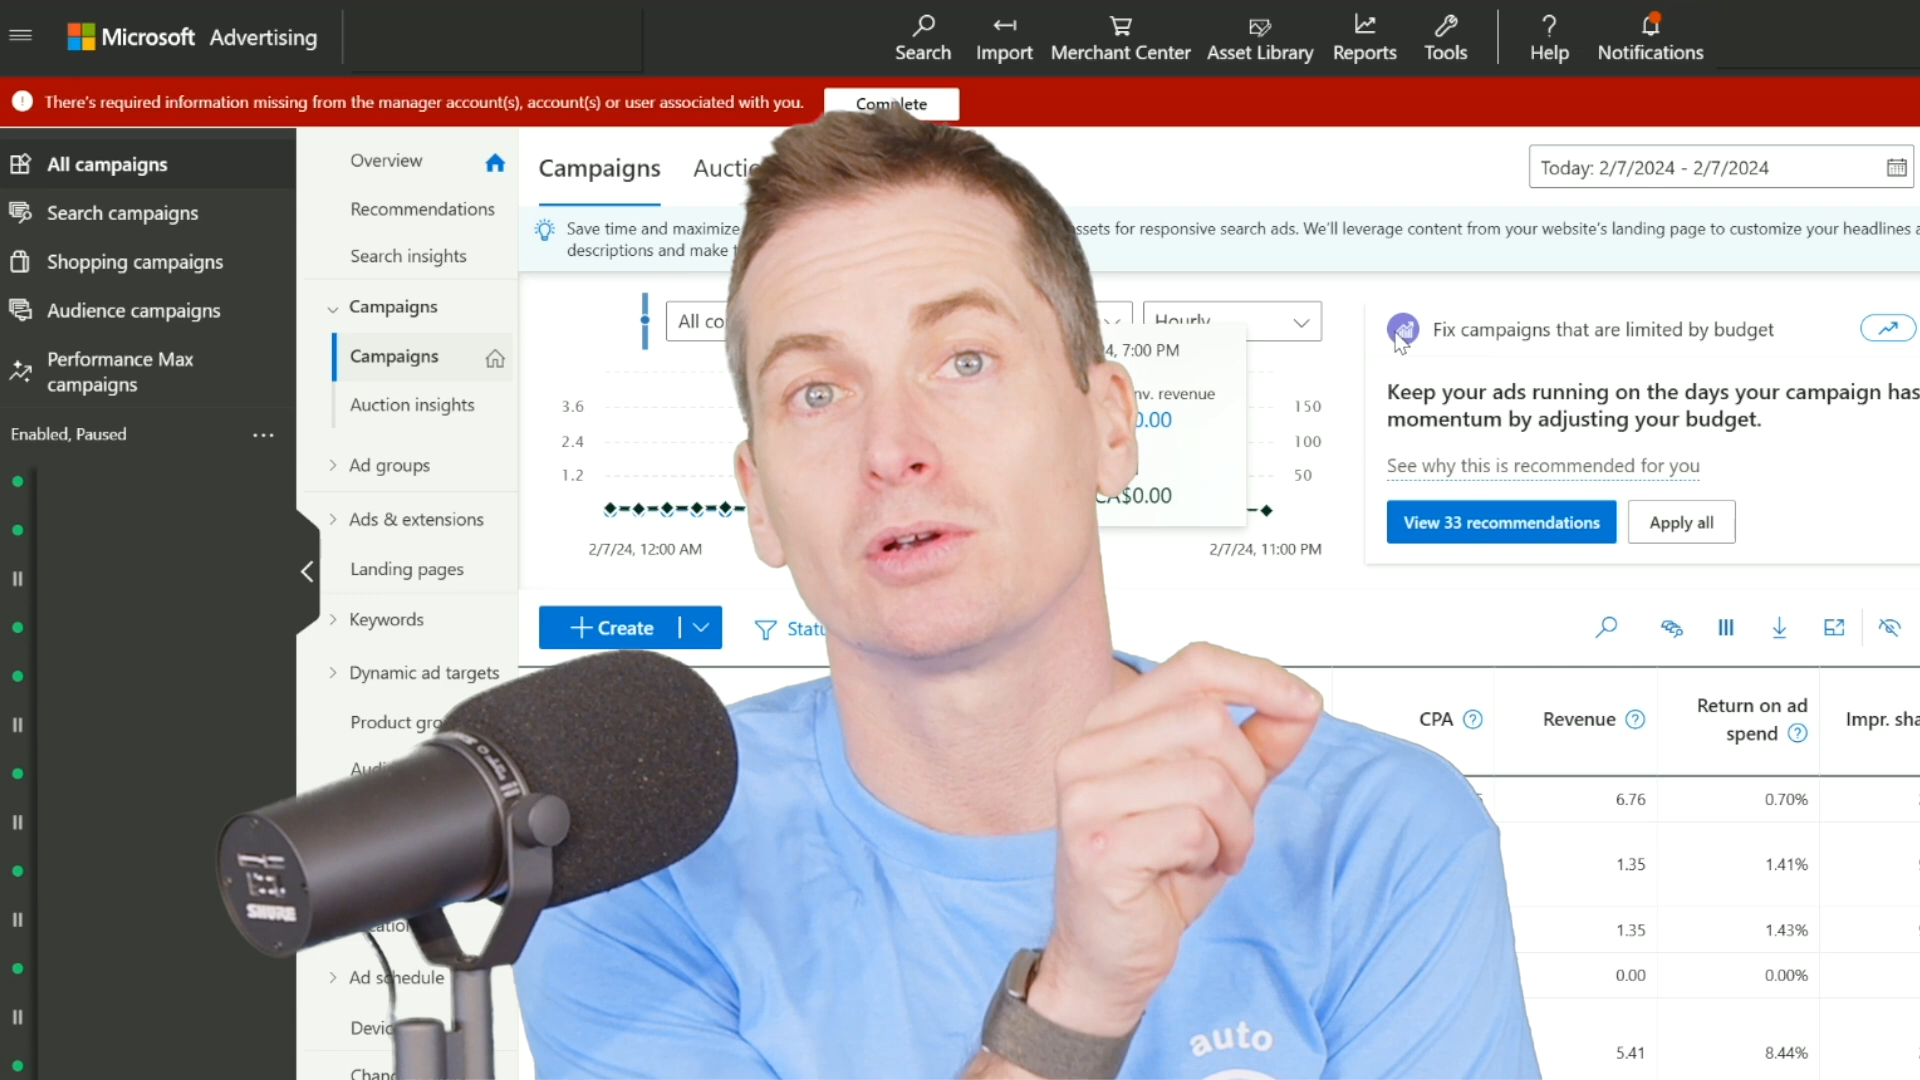 Microsoft Advertising
Search
Import
Merchant Center
Asset Library
Reports
Tools
Help
Notifications
There's required information missing from the manager account(s), account(s) or user associated with you.
Complete
All campaigns
Search campaigns
Shopping campaigns
Audience campaigns
Performance Max
campaigns
Enabled, Paused
Overview
Recommendations
Search insights
Campaigns
Campaigns
Auction insights
Ad groups
Ads & extensions
Landing pages
Keywords
Dynamic ad targets
Product
Ad schedule
Campaigns
Today: 2/7/2024 - 2/7/2024
Save time and maximize
assets for responsive search ads. We'll leverage content from your website's landing page to customize your headlines
descriptions and make
All
Hourly
7:00 PM
revenue
3.6
2.4
1.2
150
100
50
CA$0.00
2/7/24, 12:00 AM
2/7/24, 11:00 PM
Fix campaigns that are limited by budget
Keep your ads running on the days your campaign has
momentum by adjusting your budget.
See why this is recommended for you
View 33 recommendations
Apply all
Create
CPA
Revenue
Return on ad
spend
Impr.
6.76
0.70%
1.35
1.41%
1.35
1.43%
0.00
0.00%
5.41
8.44%
SHURE
auto